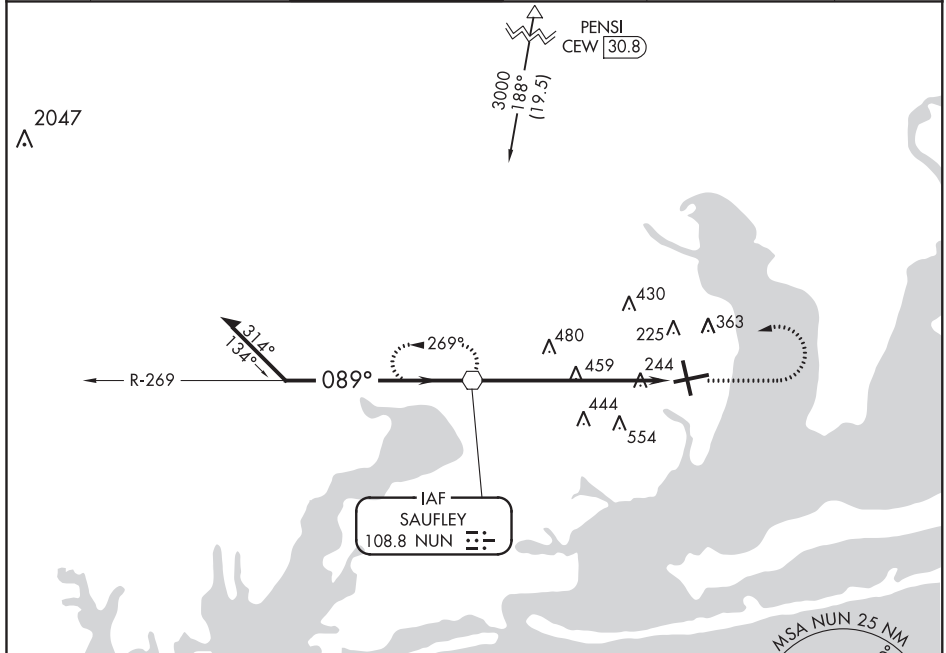 PENSI
CEW 30.8
3000
188°
(19.5)
2047
430
225
363
480
314°
134°
269°
459
244
R-269
089°
444
554
IAF
SAUFLEY
108.8 NUN
MSA NUN 25 NM